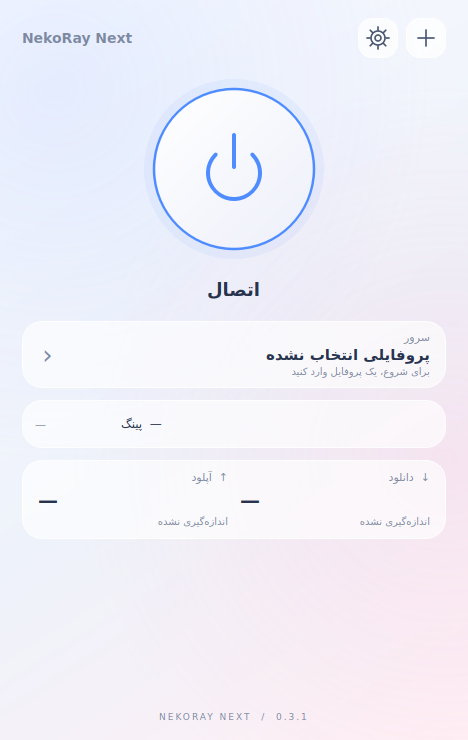 NekoRay Next
اتصال
سرور
پروفایلی انتخاب نشده
برای شروع، یک پروفایل وارد کنید
›
— پینگ —
↓ دانلود
—
اندازه‌گیری نشده
↑ آپلود
—
اندازه‌گیری نشده
NEKORAY NEXT / 0.3.1